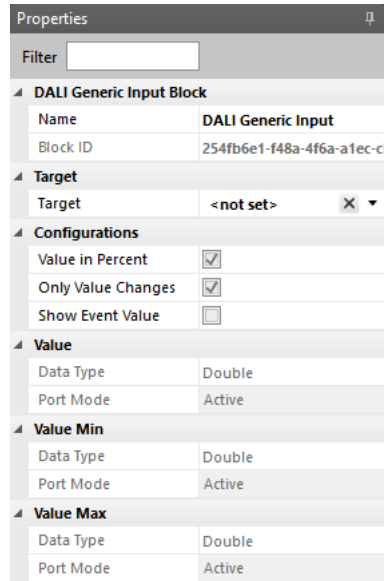 Properties
Filter
DALI Generic Input Block
Name DALI Generic Input
Block ID 254fb6e1-f48a-4f6a-a1ec-c
Target
Target <not set>
Configurations
Value in Percent
Only Value Changes
Show Event Value
Value
Data Type Double
Port Mode Active
Value Min
Data Type Double
Port Mode Active
Value Max
Data Type Double
Port Mode Active